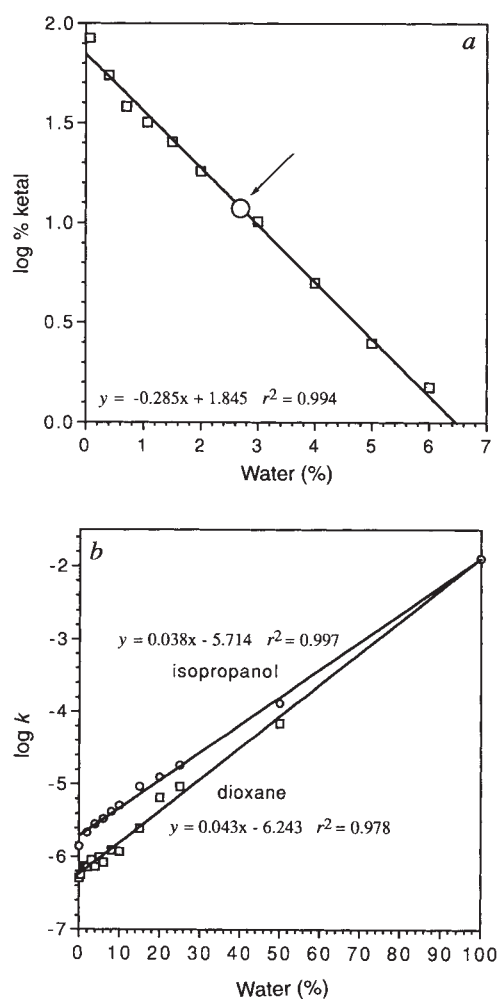 a
2.0
1.5
1.0
0.5
0.0
log % ketal
y = -0.285x + 1.845 r² = 0.994
0 1 2 3 4 5 6 7
Water (%)
b
-2
-3
-4
-5
-6
-7
log k
y = 0.038x - 5.714 r² = 0.997
isopropanol
dioxane
y = 0.043x - 6.243 r² = 0.978
0 10 20 30 40 50 60 70 80 90 100
Water (%)